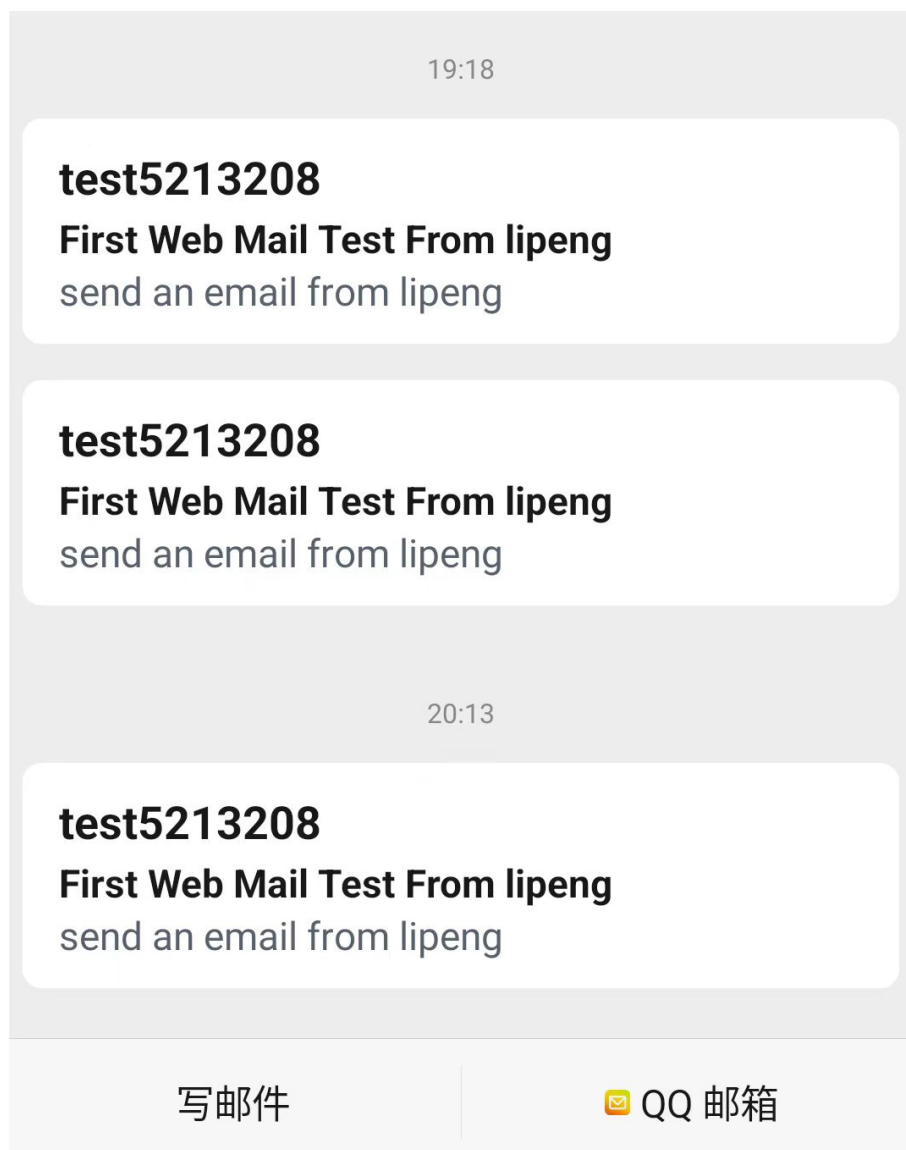 19:18
test5213208
First Web Mail Test From lipeng
send an email from lipeng
test5213208
First Web Mail Test From lipeng
send an email from lipeng
20:13
test5213208
First Web Mail Test From lipeng
send an email from lipeng
写邮件
QQ 邮箱